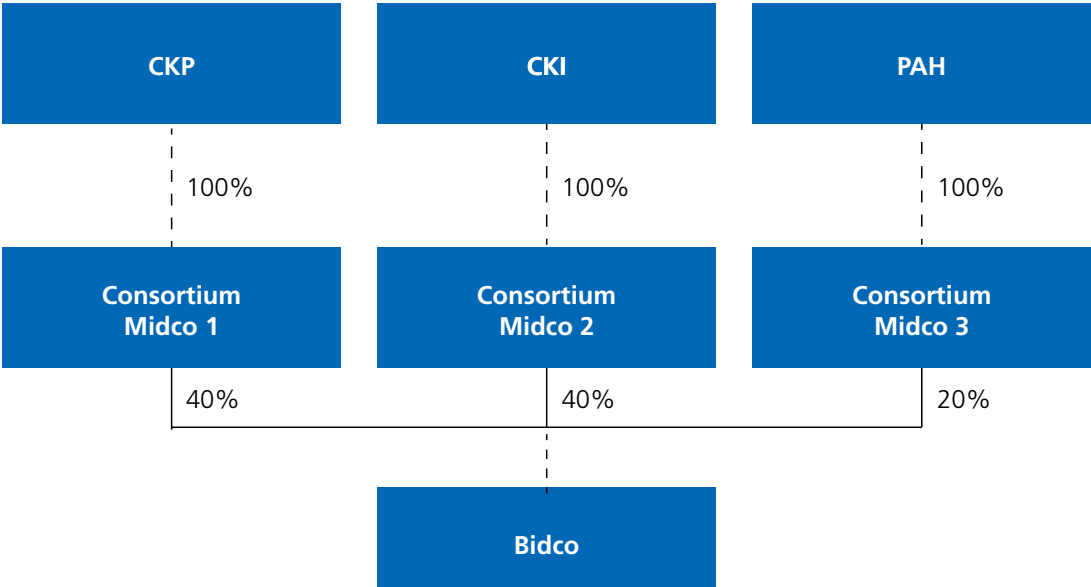 CKP
CKI
PAH
100%
100%
100%
Consortium
Midco 1
Consortium
Midco 2
Consortium
Midco 3
40%
40%
20%
Bidco